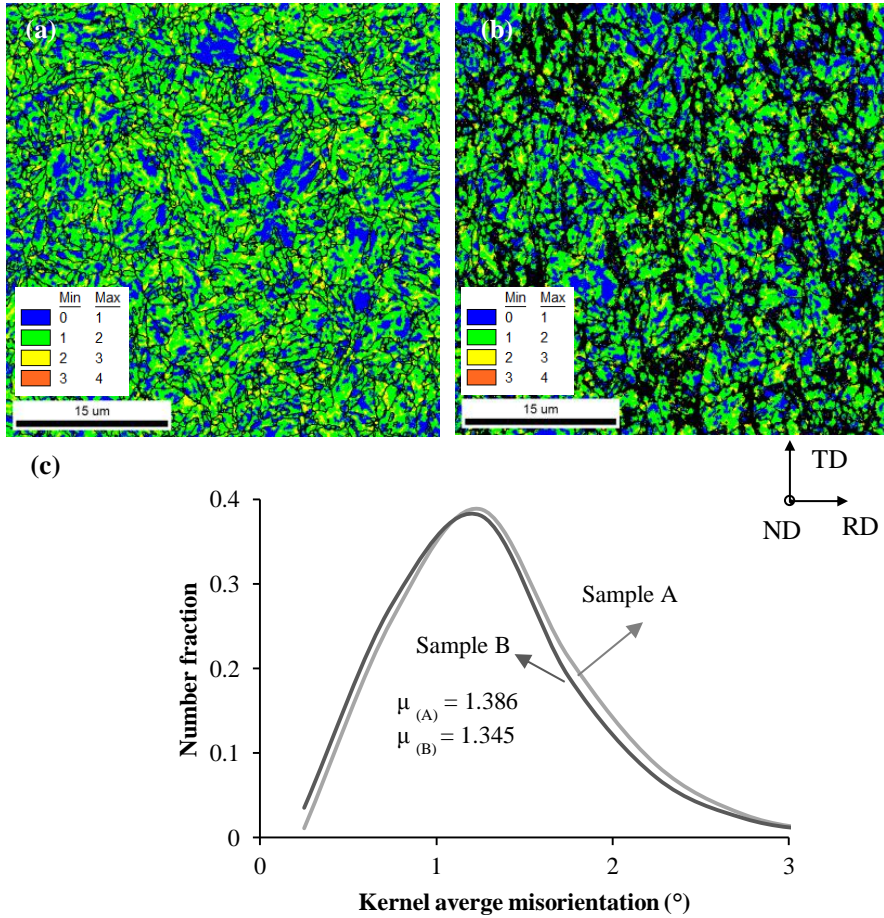 (a)
Min Max
0 1
1 2
2 3
3 4
15 um
(b)
Min Max
0 1
1 2
2 3
3 4
15 um
TD
ND RD
(c)
0.4
0.3
0.2
0.1
0
Number fraction
Sample A
Sample B
μ (A) = 1.386
μ (B) = 1.345
0 1 2 3
Kernel averge misorientation (°)